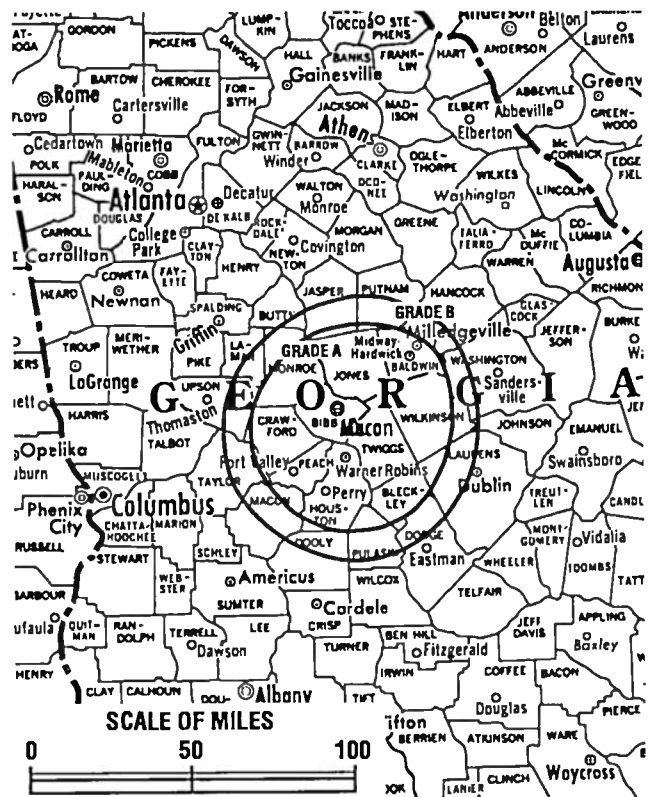 GORDON
PICKENS
DAWSON
LUMP-
KIN
HALL
BANKS
Toccoa
STE-
PHENS
FRANK-
LIN
HART
Anderson
ANDERSON
Belton
Laurens
BARTOW
CHEROKEE
FOR-
SYTH
Gainesville
JACKSON
MAD-
ISON
ELBERT
Elberton
ABBEVILLE
Abbeville
GREEN-
WOOD
Rome
FLOYD
Cartersville
Cedartown
POLK
Marietta
COBB
Mableton
PAUL-
DING
HARAL-
SON
DOUGLAS
FULTON
GWIN-
NETT
BARROW
Winder
Athens
CLARKE
OCO-
NEE
OGLE-
THORPE
WILKES
Washington
LINCOLN
Mc
CORMICK
EDGE
FIEL
Atlanta
Decatur
DE KALB
ROCK-
DALE
WALTON
Monroe
MORGAN
GREENE
TALIA-
FERRO
Mc
DUFFIE
CO-
LUMBIA
WARREN
Augusta
RICHMON
CARROLL
Carrollton
College
Park
CLAY-
TON
HENRY
NEW-
TON
Covington
JASPER
PUTNAM
HANCOCK
GLAS-
COCK
JEFFER-
SON
BURKE
COWETA
Newnan
FAY-
ETTE
SPALDING
Griffin
BUTTS
HEARD
TROUP
LaGrange
MERI-
WETHER
PIKE
LA-
MAR
GRADE A
GRADE B
MONROE
JONES
Milledgeville
Midway-
Hardwick
BALDWIN
WASHINGTON
Sanders-
ville
GEORGIA
HARRIS
UPSON
Thomaston
TALBOT
CRAW-
FORD
BIBB
Macon
WILKINSON
TWIGGS
JOHNSON
EMANUEL
Swainsboro
Opelika
uburn
MUSCOGEE
TAYLOR
Fort Valley
PEACH
Warner Robins
LAURENS
Dublin
TREUT-
LEN
CANDL
Phenix
City
Columbus
CHATTA-
HOOCHEE
MARION
MACON
Perry
HOUS-
TON
BLECK-
LEY
MONT-
GOMERY
Vidalia
TOOMBS
TATT
RUSSELL
STEWART
SCHLEY
DOOLY
PULASKI
DODGE
Eastman
WHEELER
WEB-
STER
Americus
SUMTER
WILCOX
TELFAIR
Cordele
CRISP
BARBOUR
ufaula
QUIT-
MAN
RAN-
DOLPH
TERRELL
Dawson
LEE
TURNER
BEN HILL
Fitzgerald
JEFF
DAVIS
APPLING
Baxley
HENRY
CLAY
CALHOUN
DOU-
Albany
TIFT
IRWIN
COFFEE
Douglas
BACON
PIERCE
ifton
BERRIEN
ATKINSON
WARE
Waycross
LANIER
CLINCH
SCALE OF MILES
0 50 100